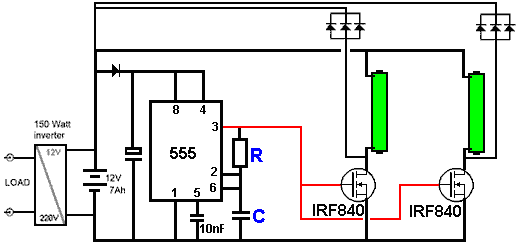 150 Watt
inverter
12V
LOAD
220V
12V
7Ah
8 4
3
555
2
6
1 5
R
C
10nF
IRF840
IRF840